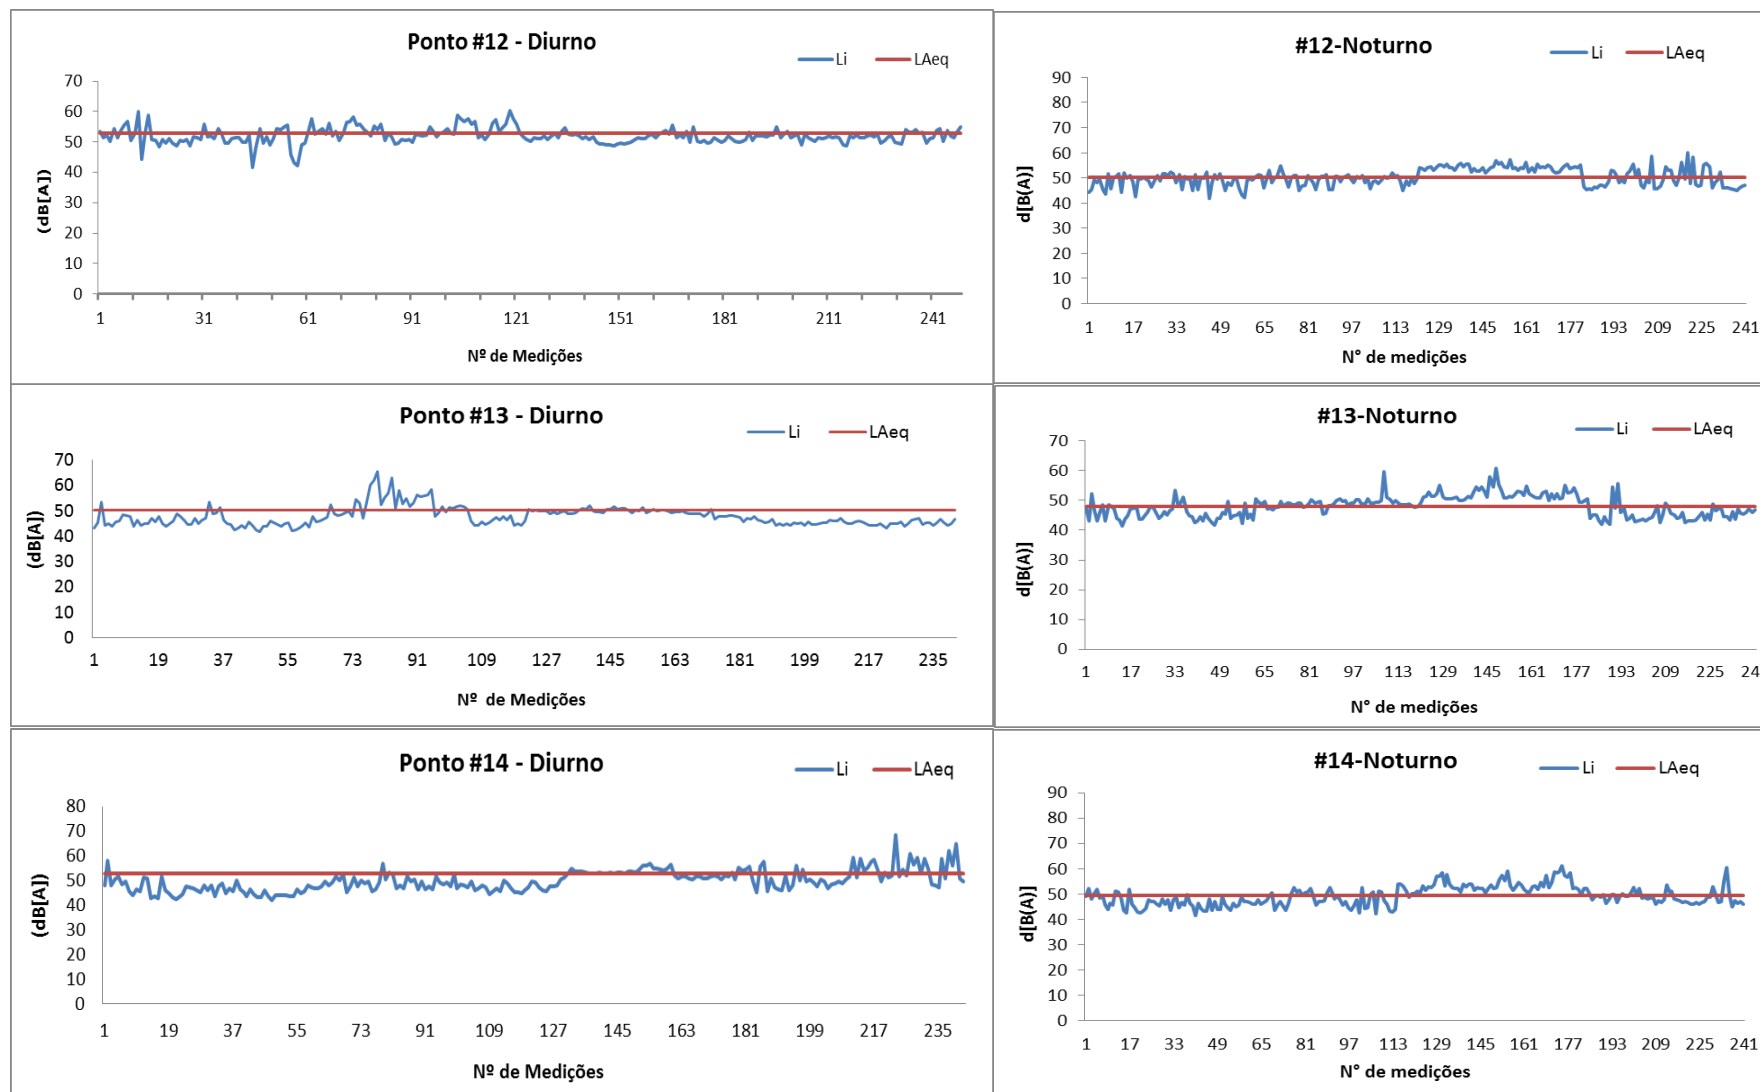 Ponto #12 - Diurno
Li LAeq
(dB[A])
70
60
50
40
30
20
10
0
1 31 61 91 121 151 181 211 241
Nº de Medições
#12-Noturno
Li LAeq
d[B(A)]
90
80
70
60
50
40
30
20
10
0
1 17 33 49 65 81 97 113 129 145 161 177 193 209 225 241
N° de medições
Ponto #13 - Diurno
Li LAeq
(dB[A])
70
60
50
40
30
20
10
0
1 19 37 55 73 91 109 127 145 163 181 199 217 235
Nº de Medições
#13-Noturno
Li LAeq
d[B(A)]
70
60
50
40
30
20
10
0
1 17 33 49 65 81 97 113 129 145 161 177 193 209 225 24
N° de medições
Ponto #14 - Diurno
Li LAeq
(dB[A])
80
70
60
50
40
30
20
10
0
1 19 37 55 73 91 109 127 145 163 181 199 217 235
Nº de Medições
#14-Noturno
Li LAeq
d[B(A)]
90
80
70
60
50
40
30
20
10
0
1 17 33 49 65 81 97 113 129 145 161 177 193 209 225 241
N° de medições